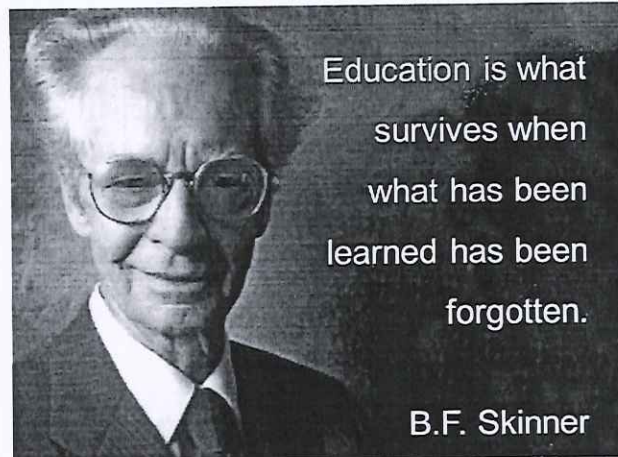 Education is what
survives when
what has been
learned has been
forgotten.
B.F. Skinner